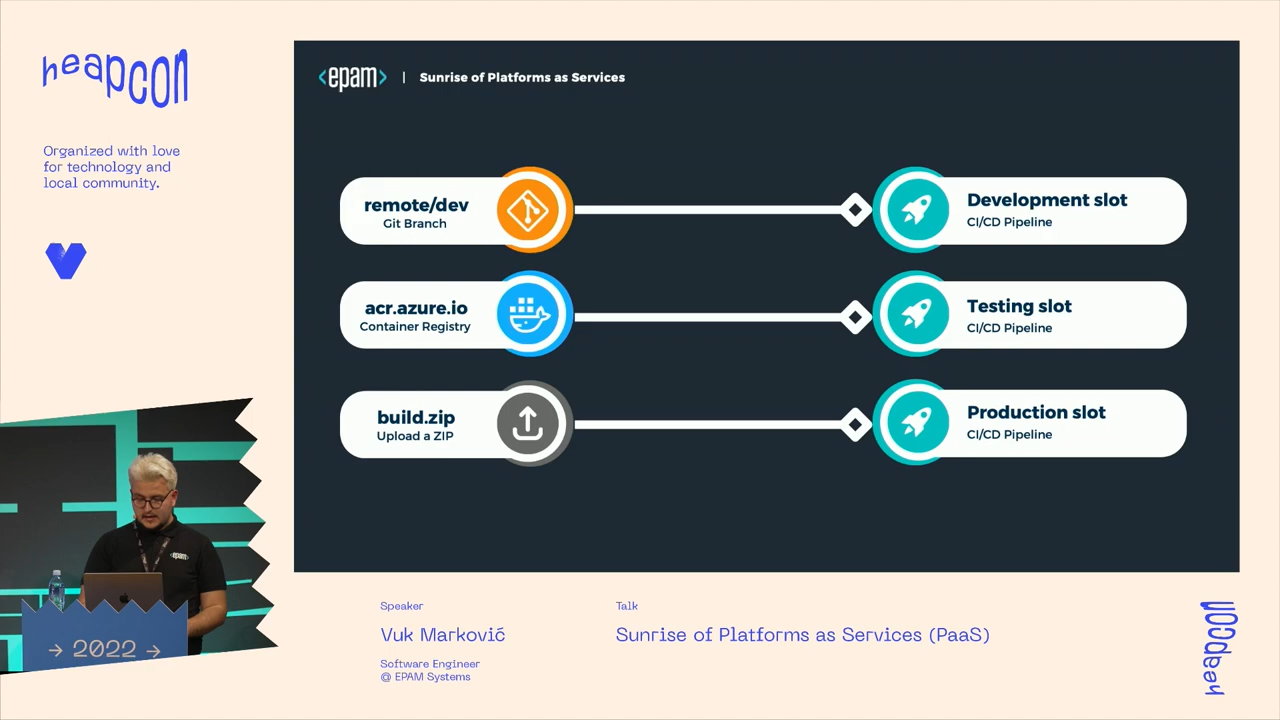 heapcon
Organized with love
for technology and
local community.
<epam> | Sunrise of Platforms as Services
remote/dev
Git Branch
Development slot
CI/CD Pipeline
acr.azure.io
Container Registry
Testing slot
CI/CD Pipeline
build.zip
Upload a ZIP
Production slot
CI/CD Pipeline
<epam>
→ 2022 →
Speaker
Vuk Marković
Software Engineer
@ EPAM Systems
Talk
Sunrise of Platforms as Services (PaaS)
heapcon